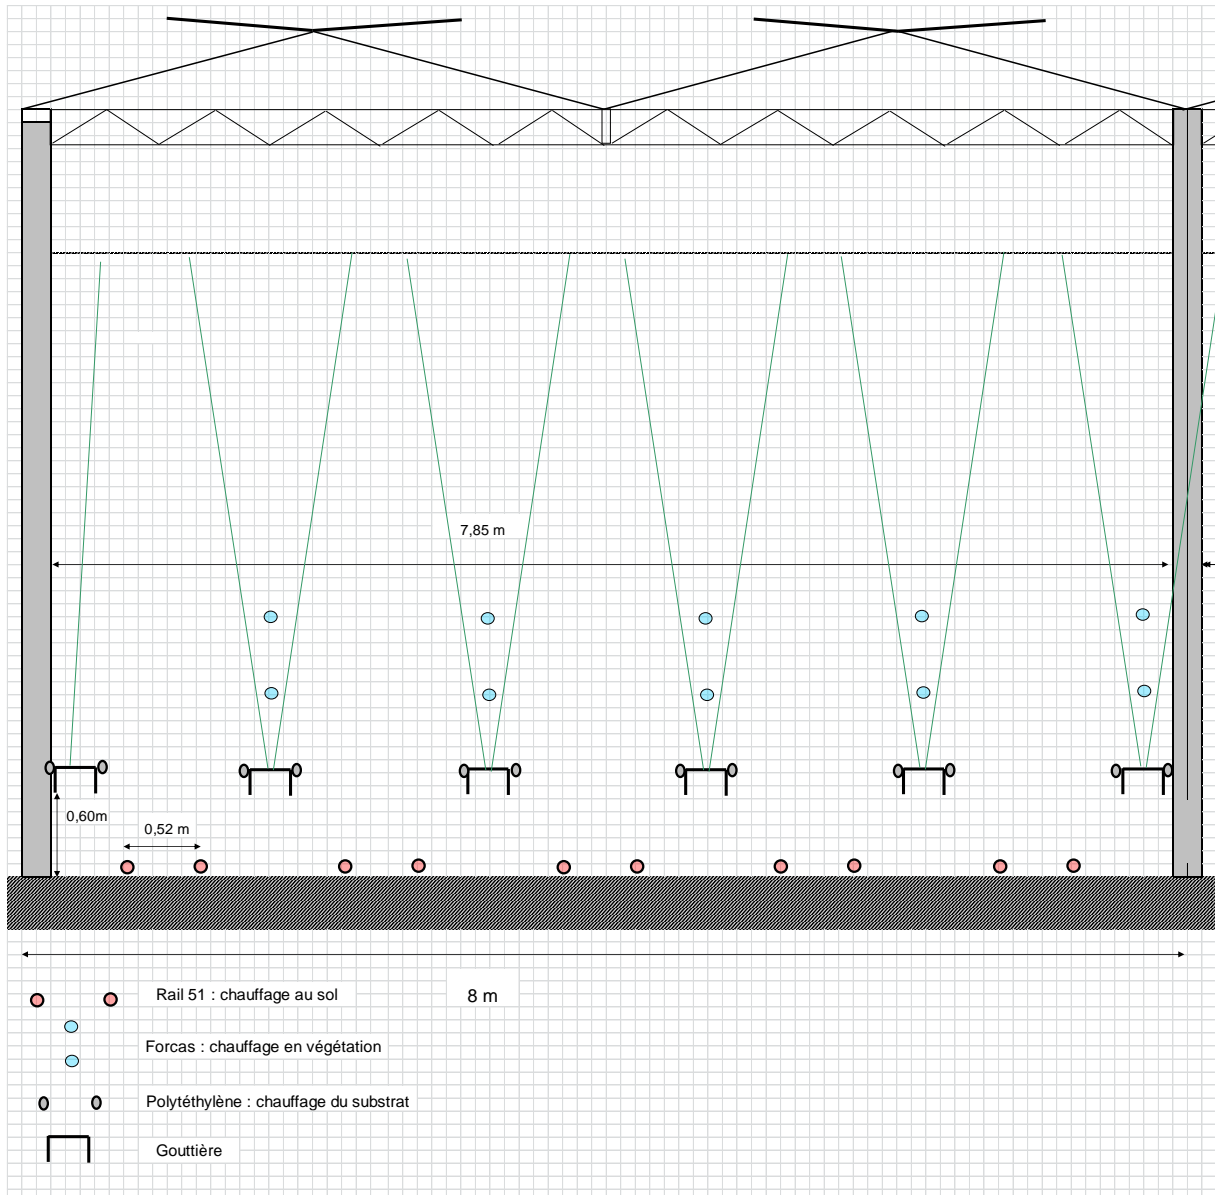 7,85 m
0,60m
0,52 m
Rail 51 : chauffage au sol
8 m
Forcas : chauffage en végétation
Polytéthylène : chauffage du substrat
Gouttière